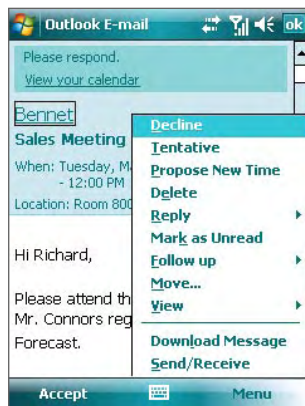 Outlook E-mail ok
Please respond.
View your calendar
Bennet
Sales Meeting
When: Tuesday,
- 12:00 PM
Location: Room 800
Hi Richard,
Please attend
Mr. Connors
Forecast.
Decline
Tentative
Propose New Time
Delete
Reply
Mark as Unread
Follow up
Move...
View
Download Message
Send/Receive
Accept Menu